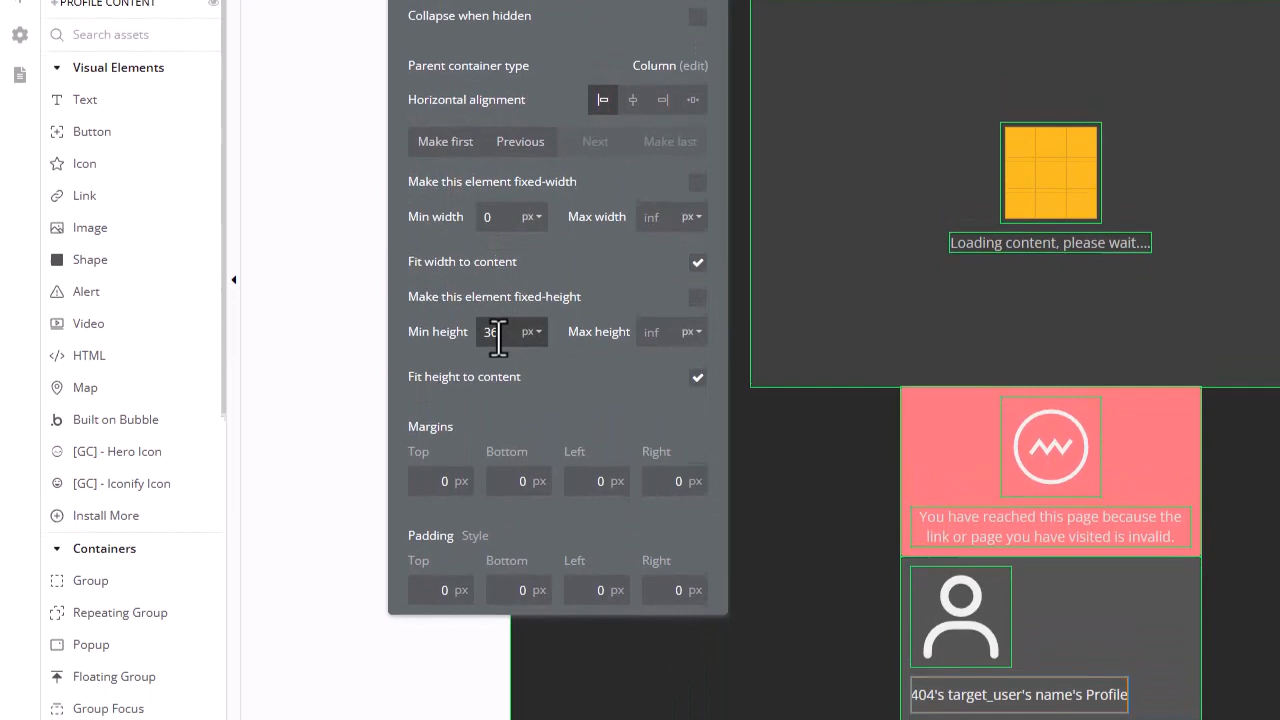 PROFILE CONTENT
Search assets
Visual Elements
Text
Button
Icon
Link
Image
Shape
Alert
Video
HTML
Map
Built on Bubble
[GC] - Hero Icon
[GC] - Iconify Icon
Install More
Containers
Group
Repeating Group
Popup
Floating Group
Group Focus
Collapse when hidden
Parent container type Column (edit)
Horizontal alignment
Make first Previous Next Make last
Make this element fixed-width
Min width 0 px Max width inf px
Fit width to content
Make this element fixed-height
Min height 36 px Max height inf px
Fit height to content
Margins
Top Bottom Left Right
0 px 0 px 0 px 0 px
Padding Style
Top Bottom Left Right
0 px 0 px 0 px 0 px
Loading content, please wait....
You have reached this page because the
link or page you have visited is invalid.
404's target_user's name's Profile